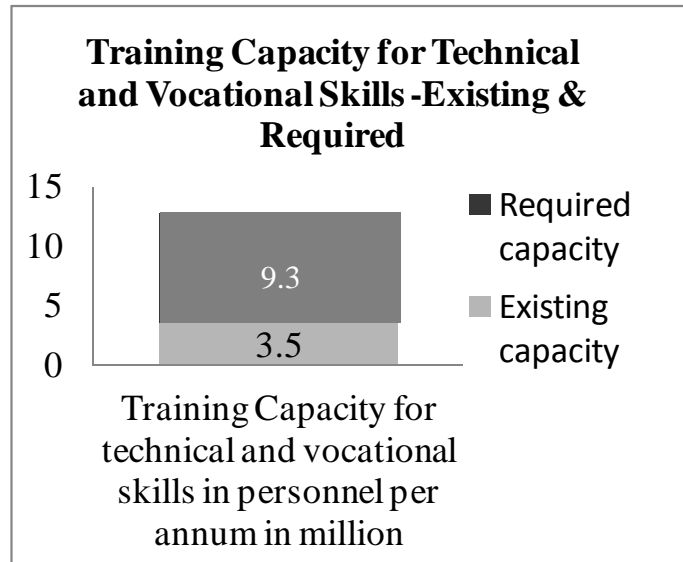 Training Capacity for Technical
and Vocational Skills -Existing &
Required
15
10
5
0
9.3
3.5
Required
capacity
Existing
capacity
Training Capacity for
technical and vocational
skills in personnel per
annum in million